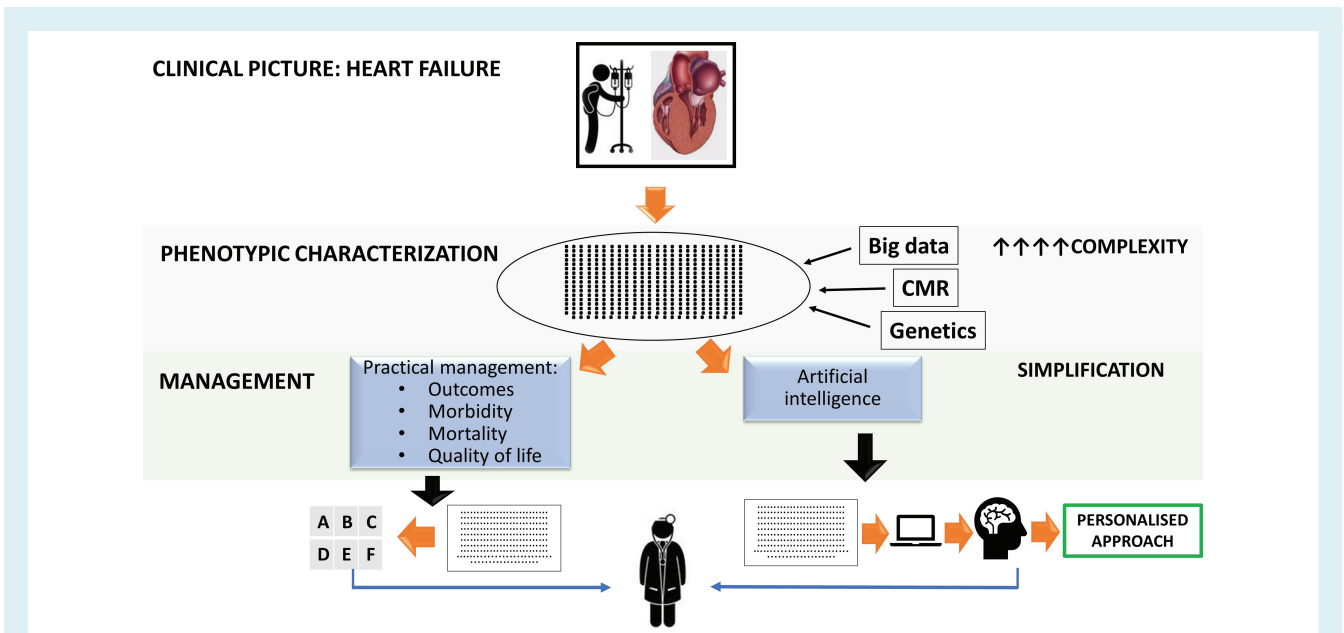 CLINICAL PICTURE: HEART FAILURE
PHENOTYPIC CHARACTERIZATION
Big data
CMR
Genetics
↑↑↑↑COMPLEXITY
MANAGEMENT
Practical management:
• Outcomes
• Morbidity
• Mortality
• Quality of life
Artificial
intelligence
SIMPLIFICATION
A B C
D E F
PERSONALISED
APPROACH